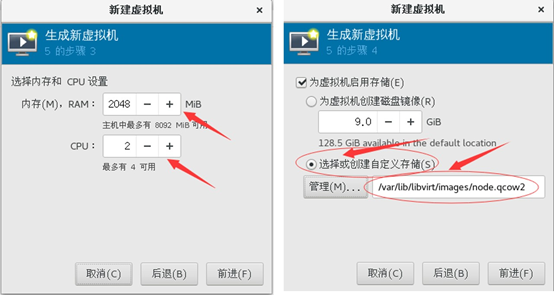 新建虚拟机
生成新虚拟机
5 的步骤 3
选择内存和 CPU 设置
内存(M), RAM: 2048 − + MiB
主机中最多有 8092 MiB 可用
CPU: 2 − +
最多有 4 可用
取消(C) 后退(B) 前进(F)
新建虚拟机
生成新虚拟机
5 的步骤 4
为虚拟机启用存储(E)
为虚拟机创建磁盘镜像(R)
9.0 − + GiB
128.5 GiB available in the default location
选择或创建自定义存储(S)
管理(M)... /var/lib/libvirt/images/node.qcow2
取消(C) 后退(B) 前进(F)